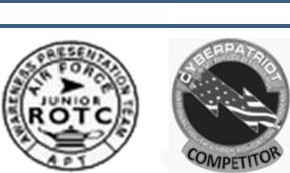 AWARENESS PRESENTATION TEAM
AIR FORCE
JUNIOR
ROTC
APT
CYBERPATRIOT
COMPETITOR